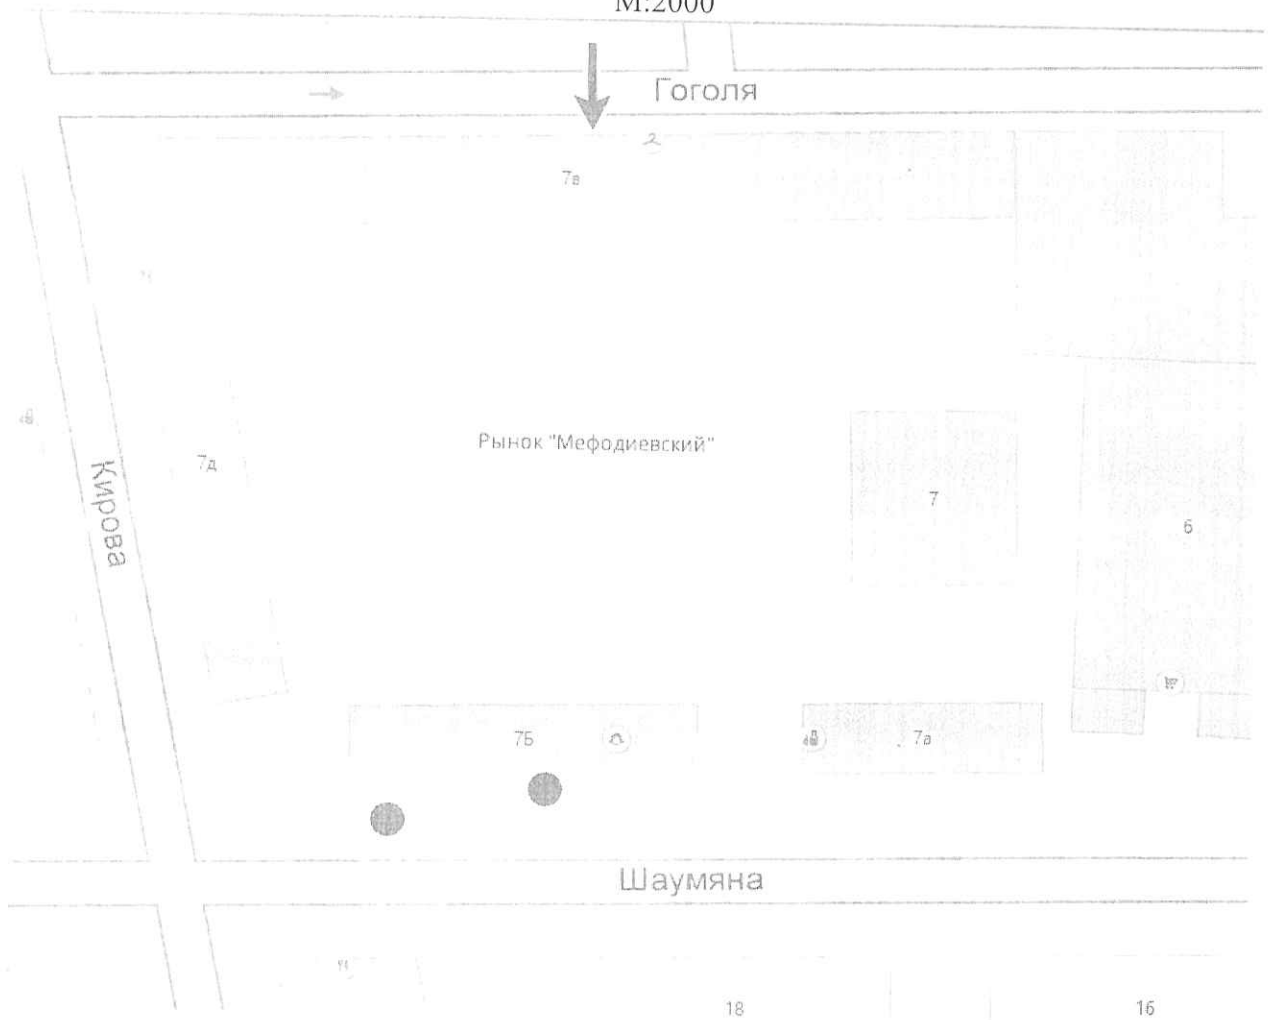 М:2000
Гоголя
7в
Рынок "Мефодиевский"
7д
Кирова
7
6
7Б
7а
Шаумяна
18
16